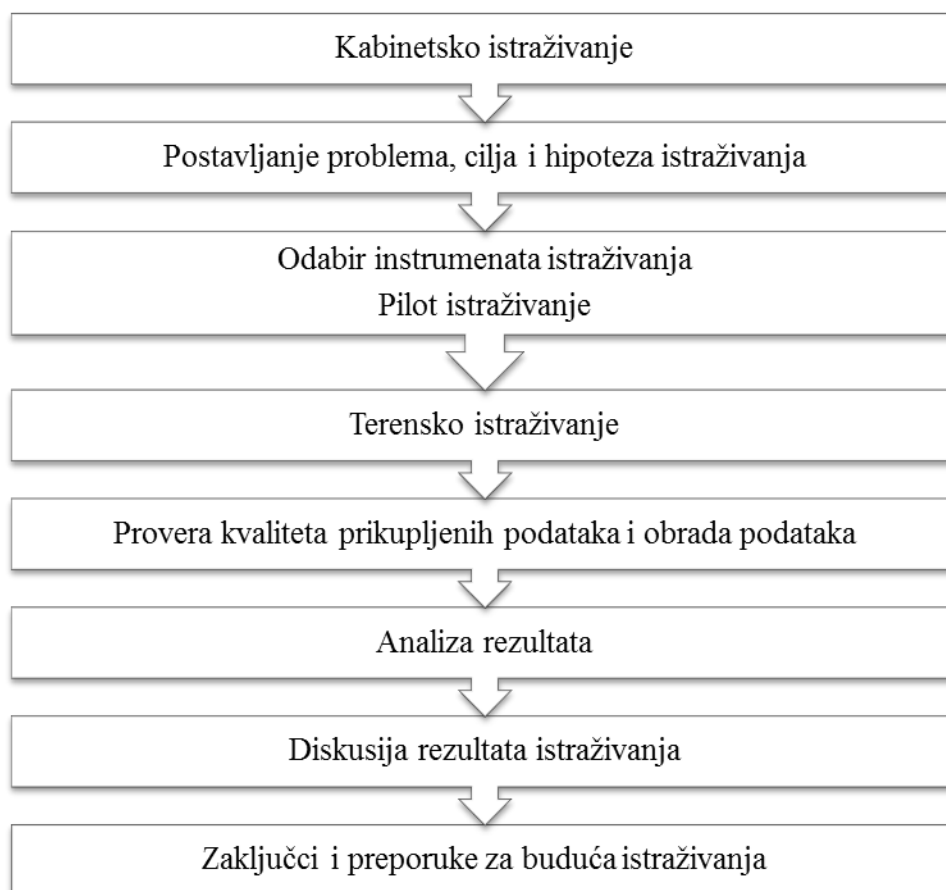 Kabinetsko istraživanje
Postavljanje problema, cilja i hipoteza istraživanja
Odabir instrumenata istraživanja
Pilot istraživanje
Terensko istraživanje
Provera kvaliteta prikupljenih podataka i obrada podataka
Analiza rezultata
Diskusija rezultata istraživanja
Zaključci i preporuke za buduća istraživanja